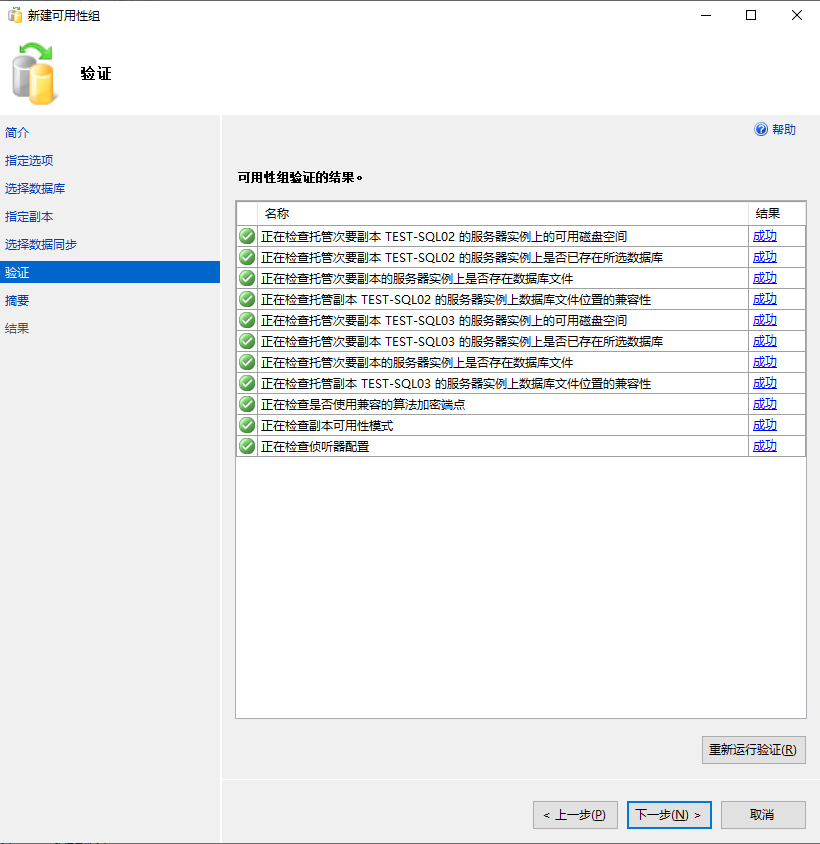 新建可用性组
验证
简介
指定选项
选择数据库
指定副本
选择数据同步
验证
摘要
结果
帮助
可用性组验证的结果。
名称 结果
正在检查托管次要副本 TEST-SQL02 的服务器实例上的可用磁盘空间 成功
正在检查托管次要副本 TEST-SQL02 的服务器实例上是否已存在所选数据库 成功
正在检查托管次要副本的服务器实例上是否存在数据库文件 成功
正在检查托管副本 TEST-SQL02 的服务器实例上数据库文件位置的兼容性 成功
正在检查托管次要副本 TEST-SQL03 的服务器实例上的可用磁盘空间 成功
正在检查托管次要副本 TEST-SQL03 的服务器实例上是否已存在所选数据库 成功
正在检查托管次要副本的服务器实例上是否存在数据库文件 成功
正在检查托管副本 TEST-SQL03 的服务器实例上数据库文件位置的兼容性 成功
正在检查是否使用兼容的算法加密端点 成功
正在检查副本可用性模式 成功
正在检查侦听器配置 成功
重新运行验证(R)
< 上一步(P) 下一步(N) > 取消